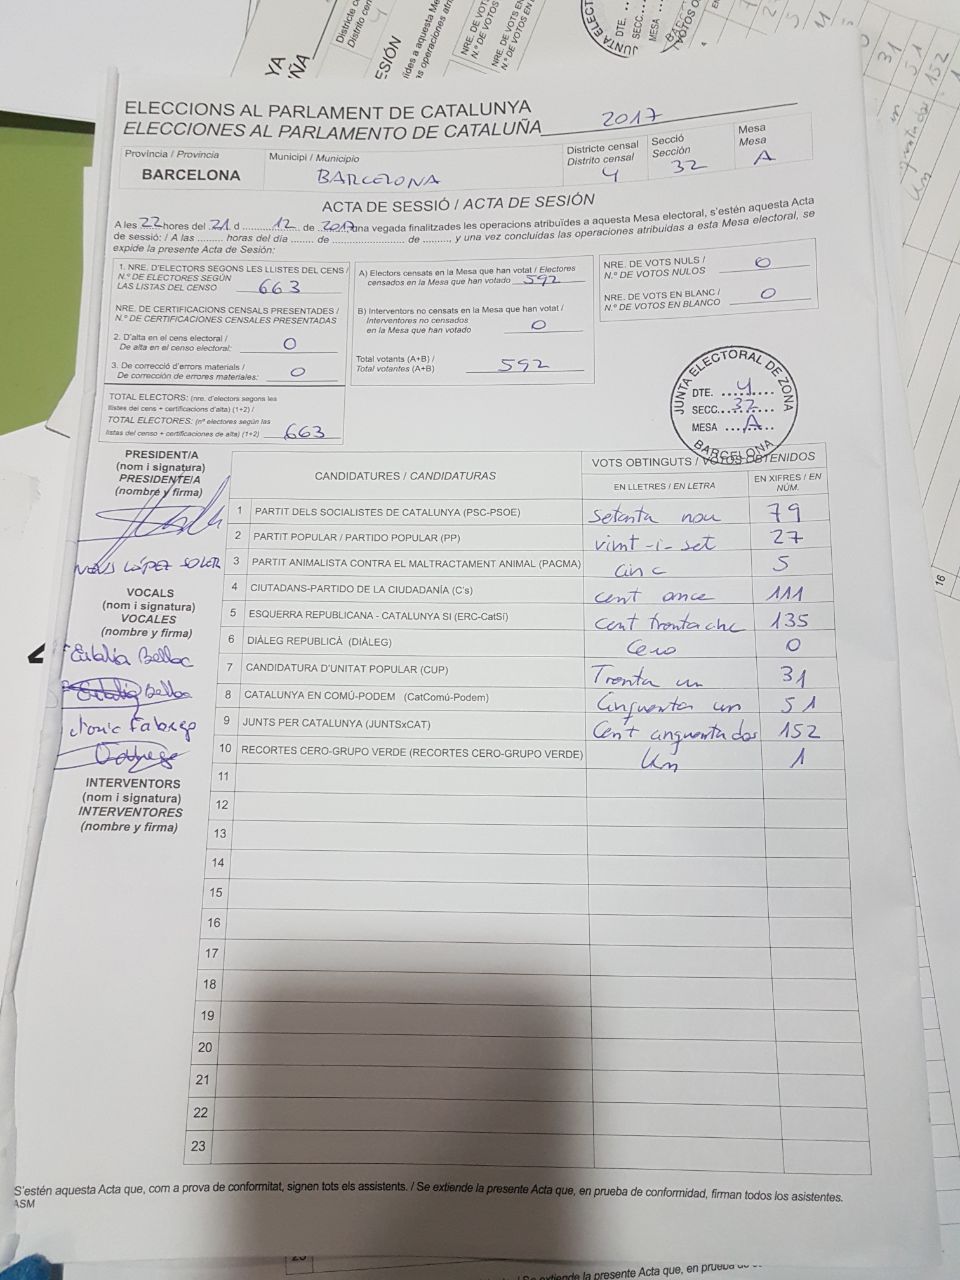 ELECCIONS AL PARLAMENT DE CATALUNYA
ELECCIONES AL PARLAMENTO DE CATALUÑA 2017
Provincia / Provincia
BARCELONA
Municipi / Municipio
BARCELONA
Districte censal
Distrito censal
4
Secció
Sección
32
Mesa
Mesa
A
ACTA DE SESSIÓ / ACTA DE SESIÓN
A les 22 hores del 21 d ............ 12 de 2017 una vegada finalitzades les operacions atribuïdes a aquesta Mesa electoral, s'estén aquesta Acta
de sessió: / A las ......... horas del día ....... de .......................... de ........, y una vez concluidas las operaciones atribuidas a esta Mesa electoral, se
expide la presente Acta de Sesión:
1. NRE. D'ELECTORS SEGONS LES LLISTES DEL CENS /
N.º DE ELECTORES SEGÚN
LAS LISTAS DEL CENSO 663
NRE. DE CERTIFICACIONS CENSALS PRESENTADES /
N.º DE CERTIFICACIONES CENSALES PRESENTADAS
2. D'alta en el cens electoral /
De alta en el censo electoral: 0
3. De correcció d'errors materials /
De corrección de errores materiales: 0
TOTAL ELECTORS: (nre. d'electors segons les
llistes del cens + certificacions d'alta) (1+2) /
TOTAL ELECTORES: (nº electores según las
listas del censo + certificaciones de alta) (1+2) 663
A) Electors censats en la Mesa que han votat / Electores
censados en la Mesa que han votado 592
B) Interventors no censats en la Mesa que han votat /
Interventores no censados
en la Mesa que han votado 0
Total votants (A+B) /
Total votantes (A+B) 592
NRE. DE VOTS NULS /
N.º DE VOTOS NULOS 0
NRE. DE VOTS EN BLANC /
N.º DE VOTOS EN BLANCO 0
JUNTA ELECTORAL DE ZONA
DTE. 4
SECC. 32
MESA A
BARCELONA
PRESIDENT/A
(nom i signatura)
PRESIDENTE/A
(nombre y firma)
LÓPEZ SOLER
VOCALS
(nom i signatura)
VOCALES
(nombre y firma)
INTERVENTORS
(nom i signatura)
INTERVENTORES
(nombre y firma)
CANDIDATURES / CANDIDATURAS
VOTS OBTINGUTS / VOTOS OBTENIDOS
EN LLETRES / EN LETRA
EN XIFRES / EN NÚM.
1 PARTIT DELS SOCIALISTES DE CATALUNYA (PSC-PSOE) Setanta nou 79
2 PARTIT POPULAR / PARTIDO POPULAR (PP) vint-i-set 27
3 PARTIT ANIMALISTA CONTRA EL MALTRACTAMENT ANIMAL (PACMA) cinc 5
4 CIUTADANS-PARTIDO DE LA CIUDADANÍA (C's) cent once 111
5 ESQUERRA REPUBLICANA - CATALUNYA SI (ERC-CatSí) Cent trenta 135
6 DIÀLEG REPUBLICÀ (DIÀLEG) Cero 0
7 CANDIDATURA D'UNITAT POPULAR (CUP) Trenta un 31
8 CATALUNYA EN COMÚ-PODEM (CatComú-Podem) Cinquanta un 51
9 JUNTS PER CATALUNYA (JUNTSxCAT) Cent cinquanta dos 152
10 RECORTES CERO-GRUPO VERDE (RECORTES CERO-GRUPO VERDE) Un 1
11
12
13
14
15
16
17
18
19
20
21
22
23
S'estén aquesta Acta que, com a prova de conformitat, signen tots els assistents. / Se extiende la presente Acta que, en prueba de conformidad, firman todos los asistentes.
ASM